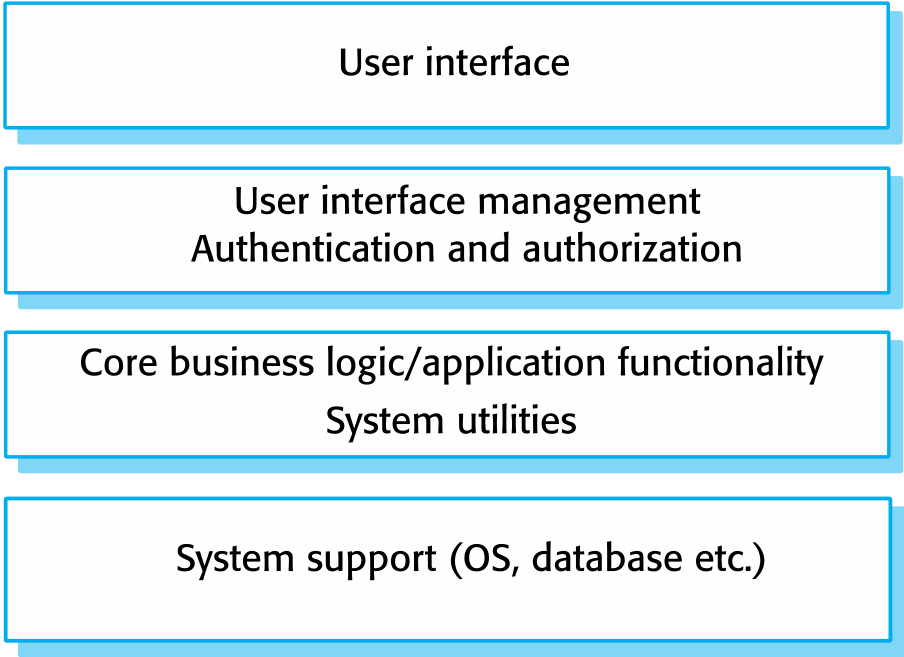 User interface
User interface management
Authentication and authorization
Core business logic/application functionality
System utilities
System support (OS, database etc.)